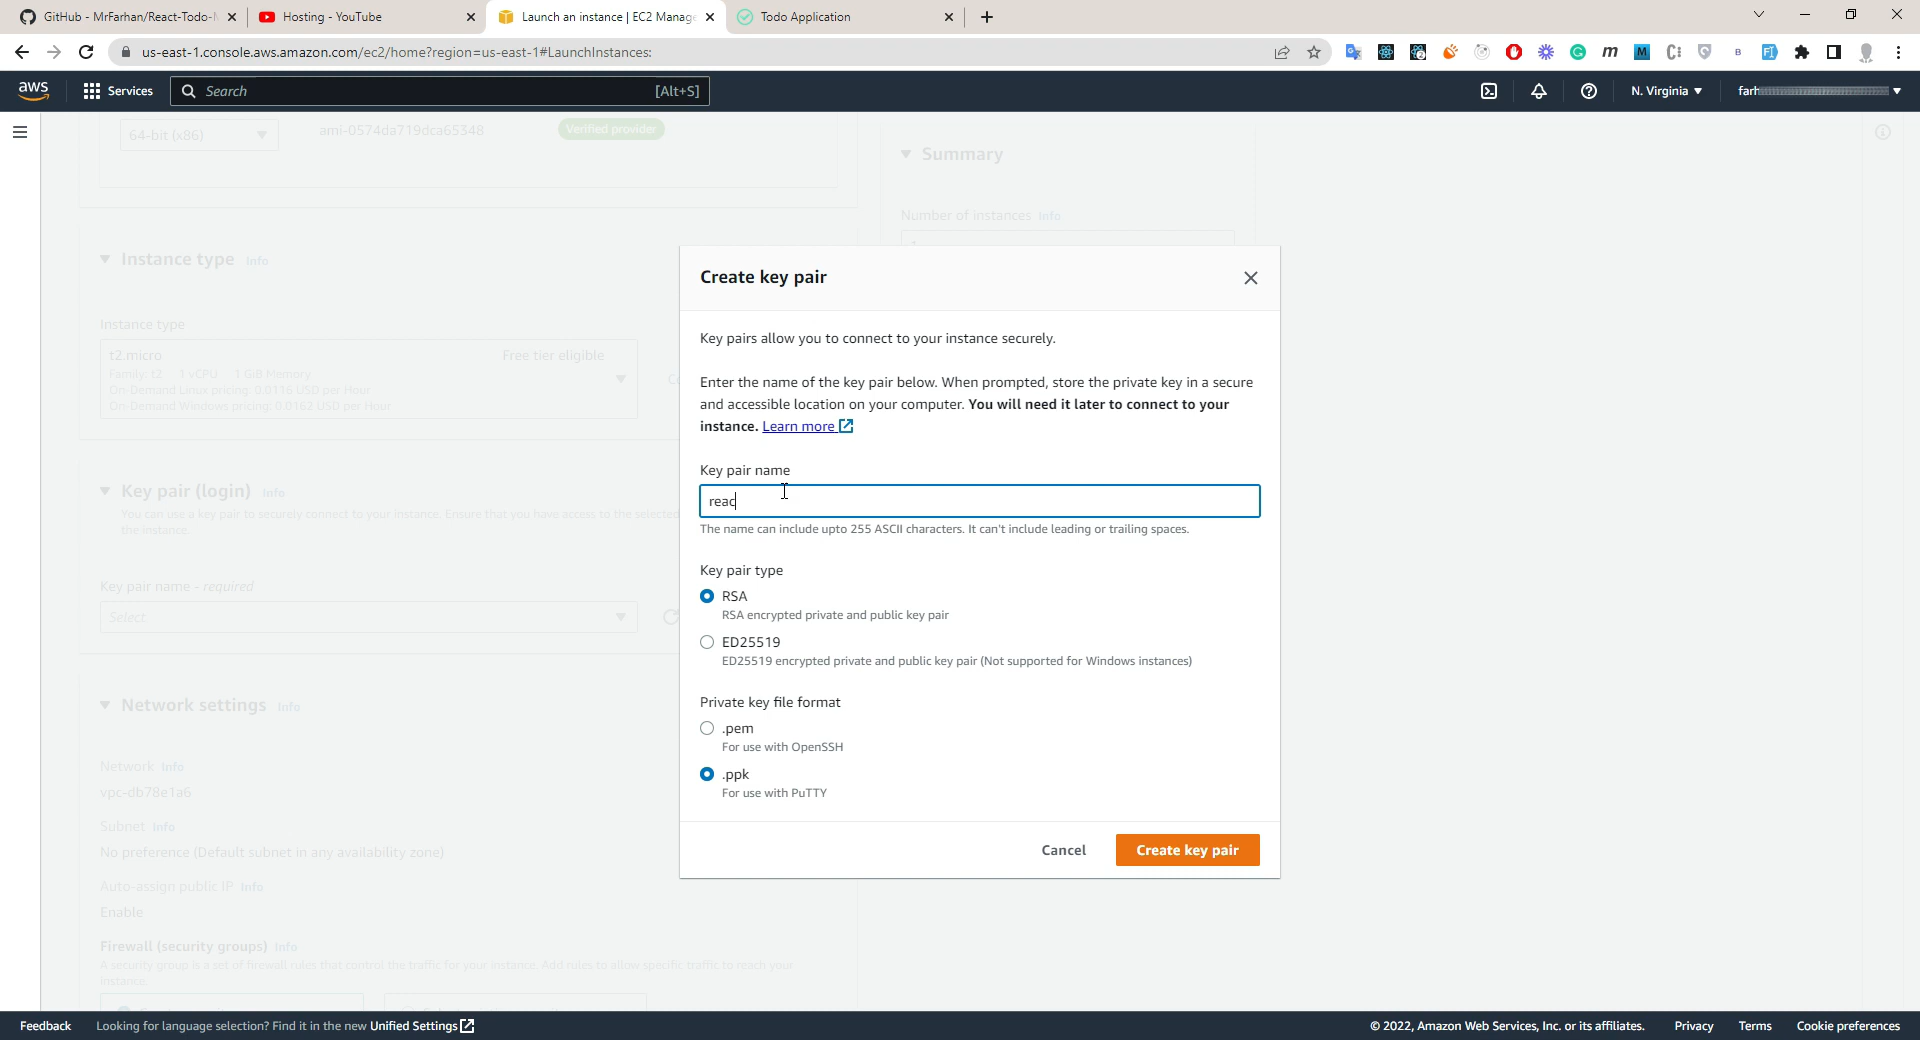 GitHub - MrFarhan/React-Todo-
Hosting - YouTube
Launch an instance | EC2 Manage
Todo Application
us-east-1.console.aws.amazon.com/ec2/home?region=us-east-1#LaunchInstances:
aws
Services
Search
[Alt+S]
N. Virginia
farh
64-bit (x86)
ami-0574da719dca65348
Verified provider
Summary
Number of instances Info
Instance type Info
Instance type
t2.micro
Free tier eligible
Family: t2 1 vCPU 1 GiB Memory
On-Demand Linux pricing: 0.0116 USD per Hour
On-Demand Windows pricing: 0.0162 USD per Hour
Key pair (login) Info
You can use a key pair to securely connect to your instance. Ensure that you have access to the selected
the instance.
Key pair name - required
Select
Network settings Info
Network Info
vpc-db78e1a6
Subnet Info
No preference (Default subnet in any availability zone)
Auto-assign public IP Info
Enable
Firewall (security groups) Info
A security group is a set of firewall rules that control the traffic for your instance. Add rules to allow specific traffic to reach your
instance.
Create key pair
Key pairs allow you to connect to your instance securely.
Enter the name of the key pair below. When prompted, store the private key in a secure
and accessible location on your computer. You will need it later to connect to your
instance. Learn more
Key pair name
reac
The name can include upto 255 ASCII characters. It can't include leading or trailing spaces.
Key pair type
RSA
RSA encrypted private and public key pair
ED25519
ED25519 encrypted private and public key pair (Not supported for Windows instances)
Private key file format
.pem
For use with OpenSSH
.ppk
For use with PuTTY
Cancel
Create key pair
Feedback
Looking for language selection? Find it in the new Unified Settings
© 2022, Amazon Web Services, Inc. or its affiliates.
Privacy
Terms
Cookie preferences